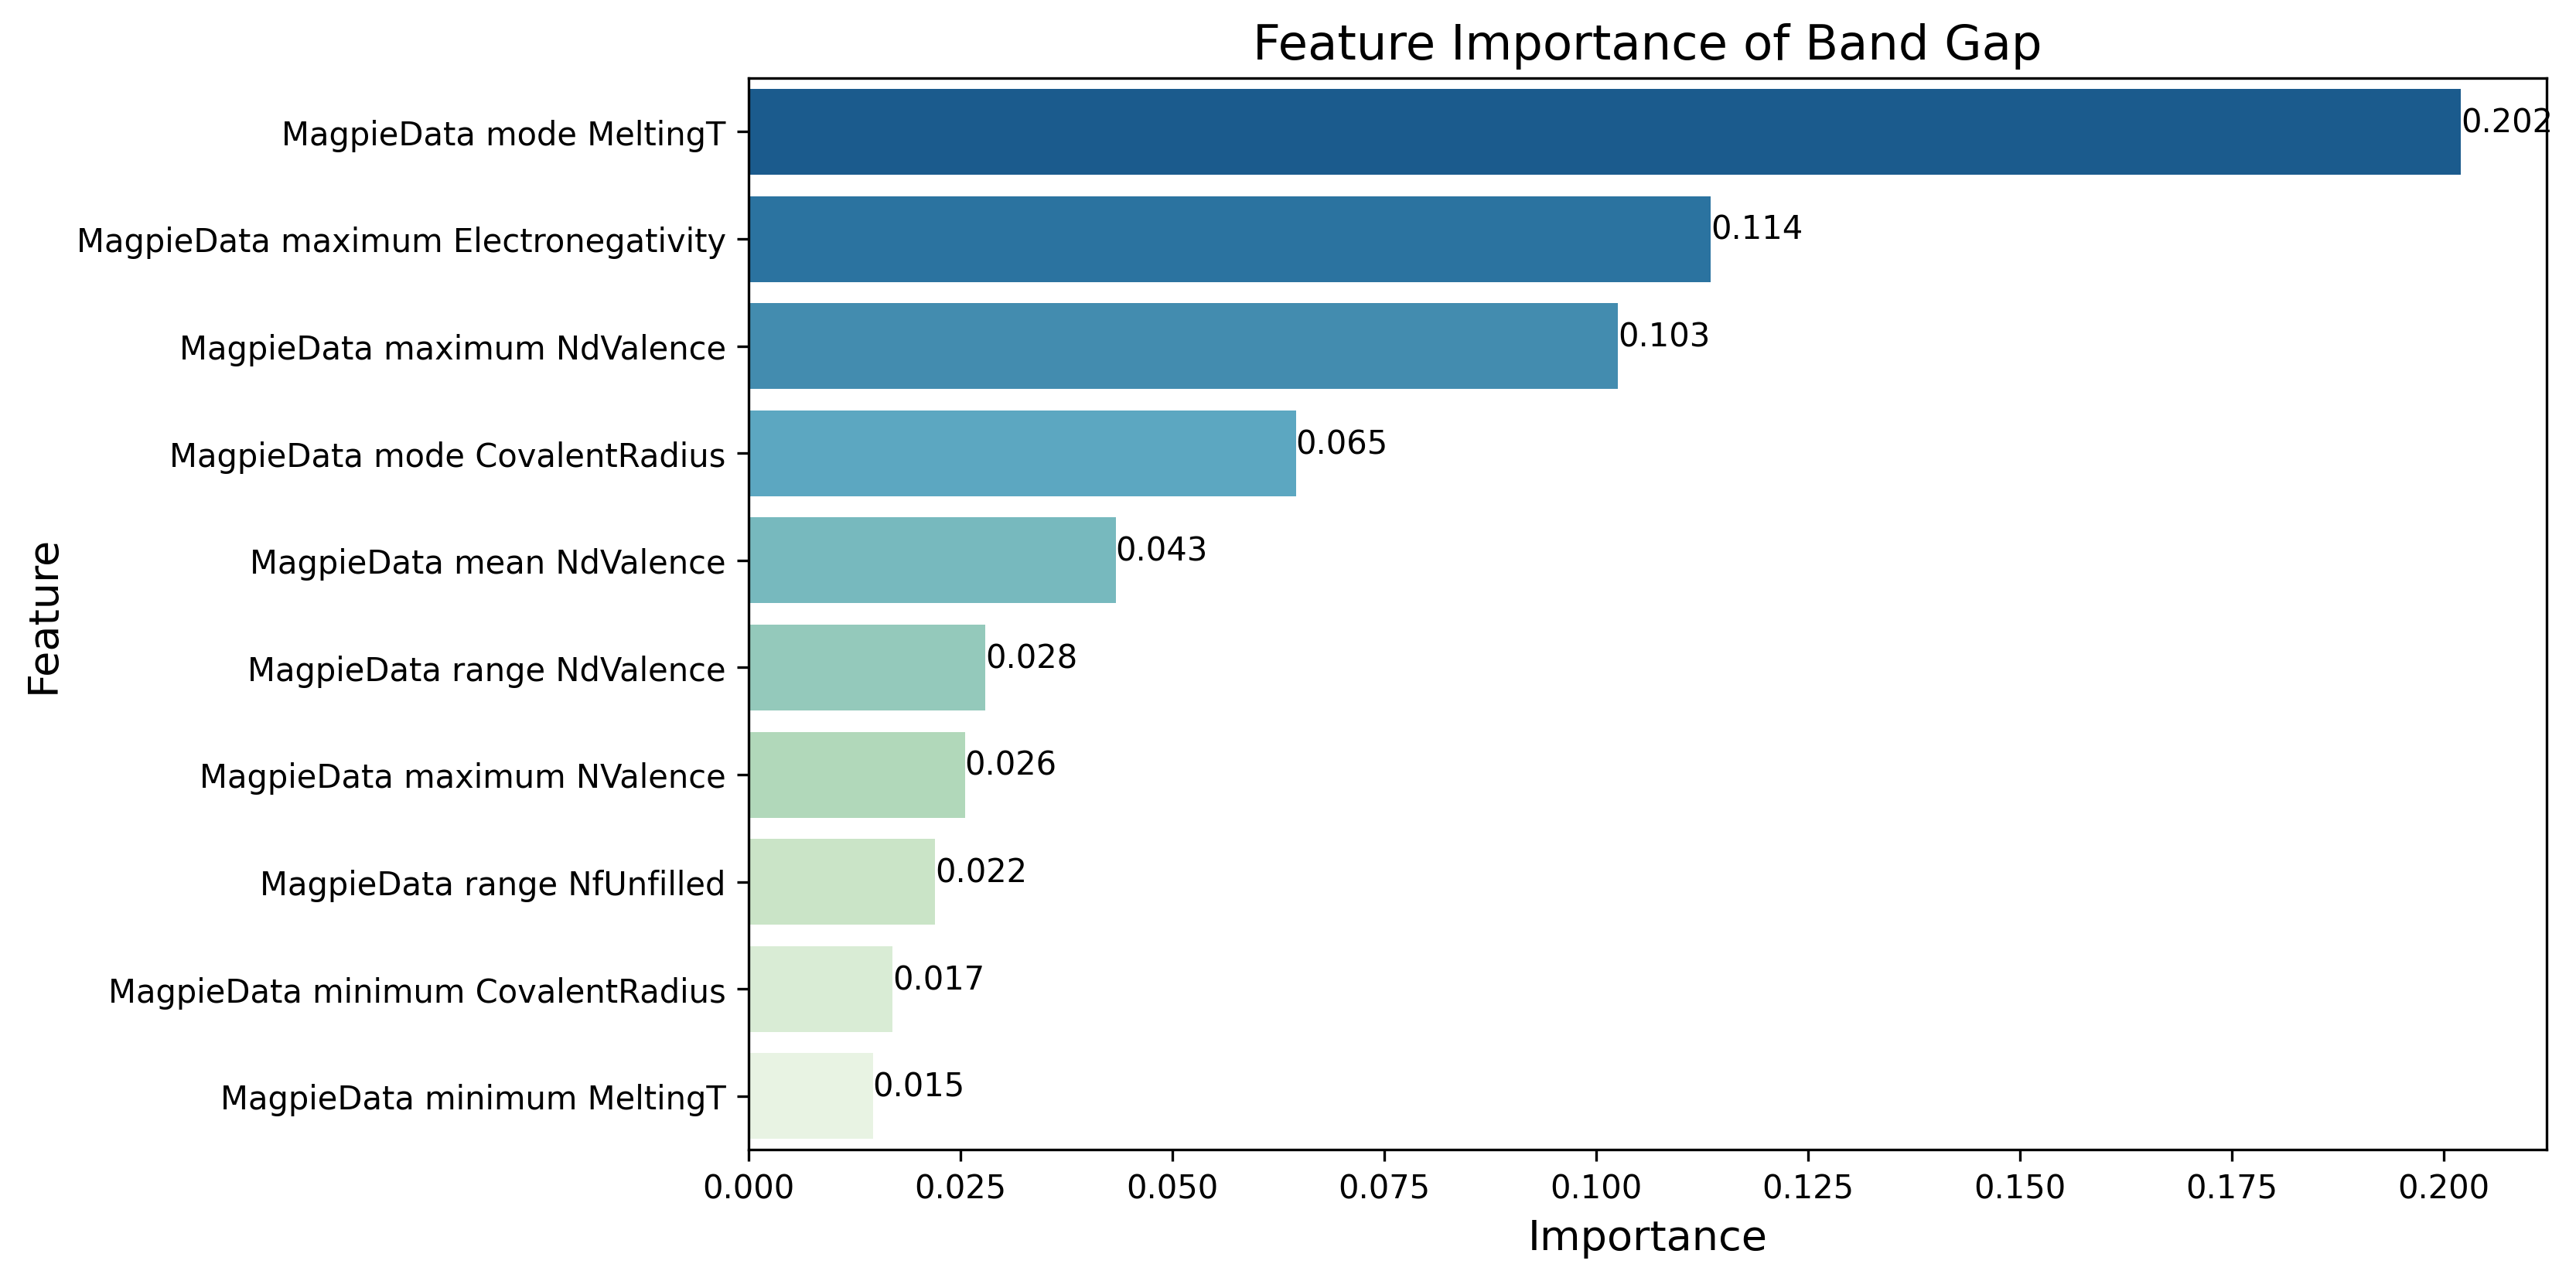 Feature Importance of Band Gap
Feature
MagpieData mode MeltingT
0.202
MagpieData maximum Electronegativity
0.114
MagpieData maximum NdValence
0.103
MagpieData mode CovalentRadius
0.065
MagpieData mean NdValence
0.043
MagpieData range NdValence
0.028
MagpieData maximum NValence
0.026
MagpieData range NfUnfilled
0.022
MagpieData minimum CovalentRadius
0.017
MagpieData minimum MeltingT
0.015
0.000 0.025 0.050 0.075 0.100 0.125 0.150 0.175 0.200
Importance